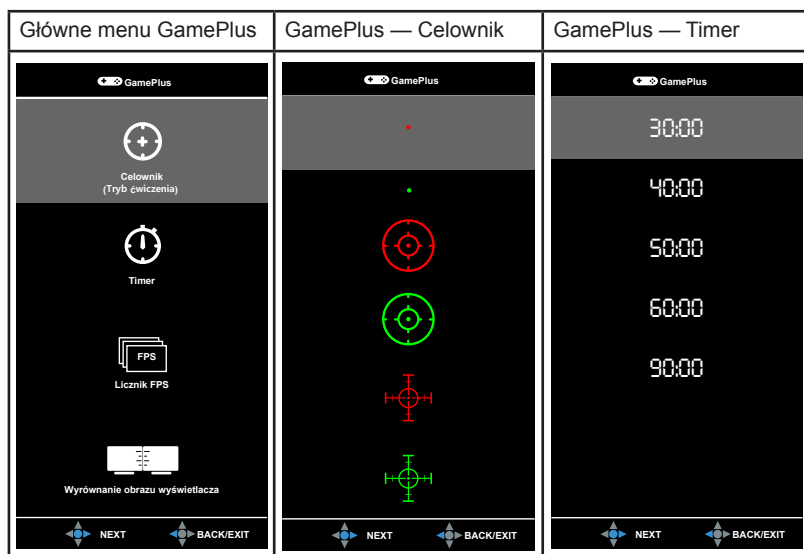 Główne menu GamePlus
GamePlus — Celownik
GamePlus — Timer
GamePlus
Celownik
(Tryb ćwiczenia)
Timer
FPS
Licznik FPS
Wyrównanie obrazu wyświetlacza
NEXT BACK/EXIT
GamePlus
NEXT BACK/EXIT
GamePlus
30:00
40:00
50:00
60:00
90:00
NEXT BACK/EXIT